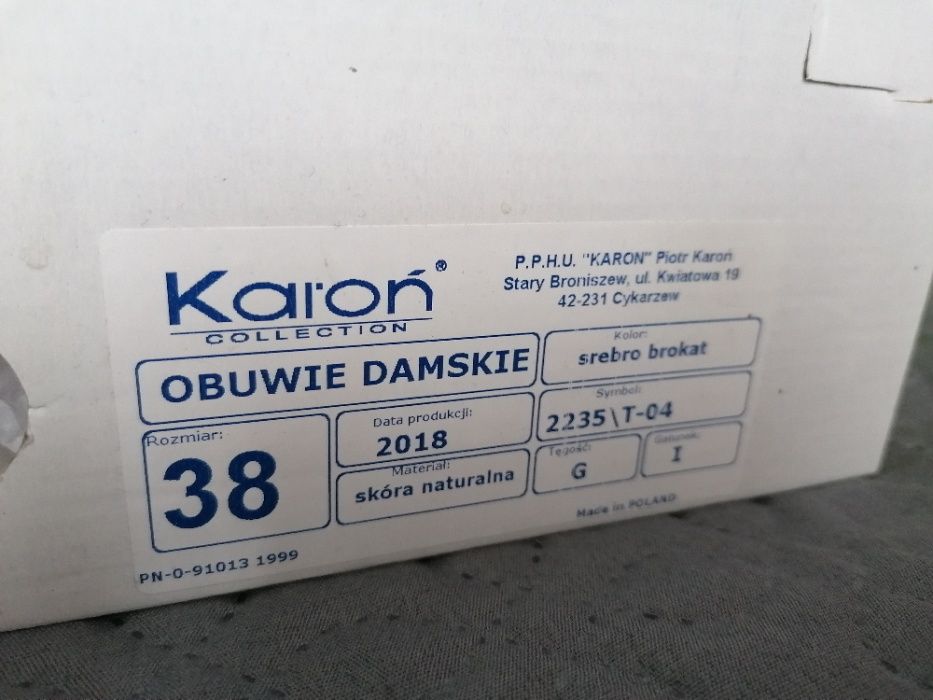 Karoń®
COLLECTION
P.P.H.U. "KARON" Piotr Karoń
Stary Broniszew, ul. Kwiatowa 19
42-231 Cykarzew
OBUWIE DAMSKIE
Kolor:
srebro brokat
Rozmiar:
38
Data produkcji:
2018
Symbol:
2235\T-04
Materiał:
skóra naturalna
Tęgość:
G
Gatunek:
I
Made in POLAND
PN-O-91013 1999